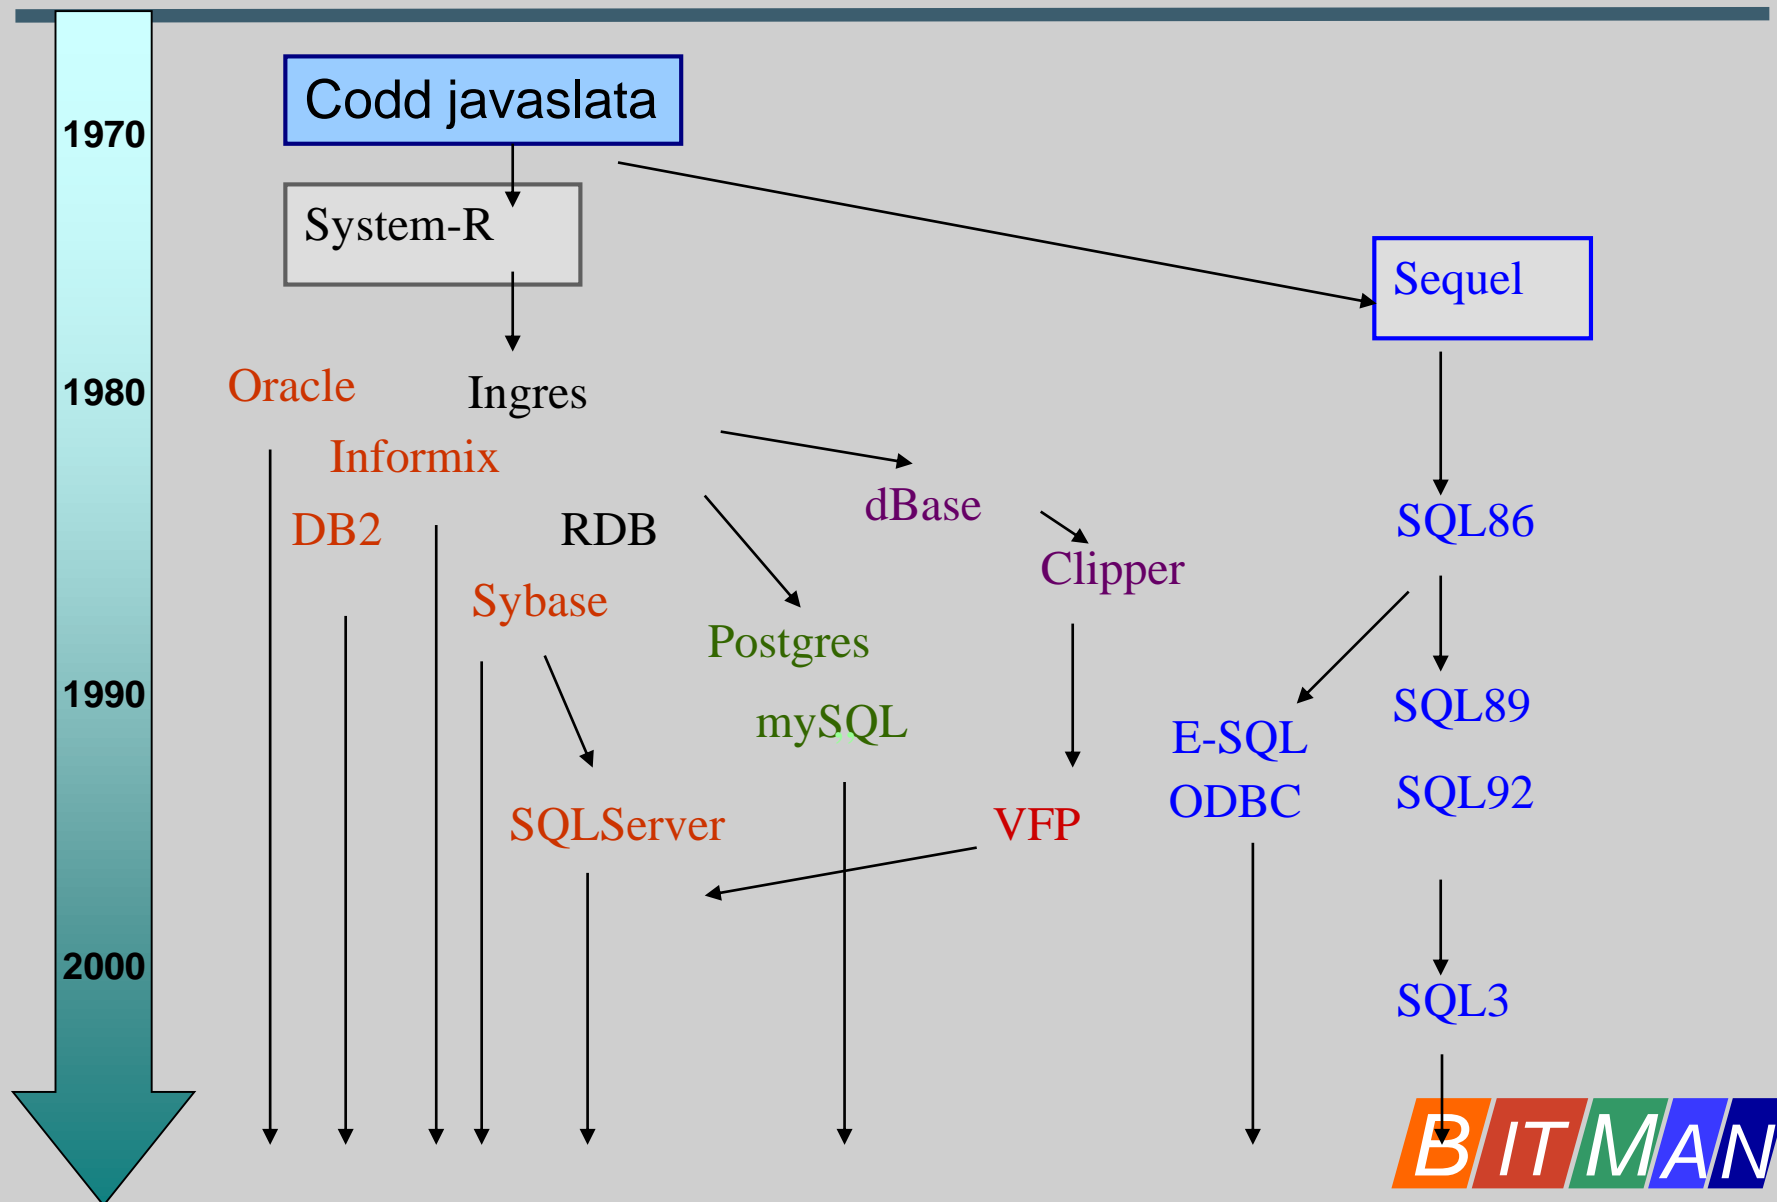 Codd javaslata
1970
System-R
Sequel
1980
Oracle
Ingres
Informix
dBase
DB2
RDB
SQL86
Clipper
Sybase
Postgres
1990
mySQL
SQL89
E-SQL
ODBC
SQL92
SQLServer
VFP
2000
SQL3
BITMAN